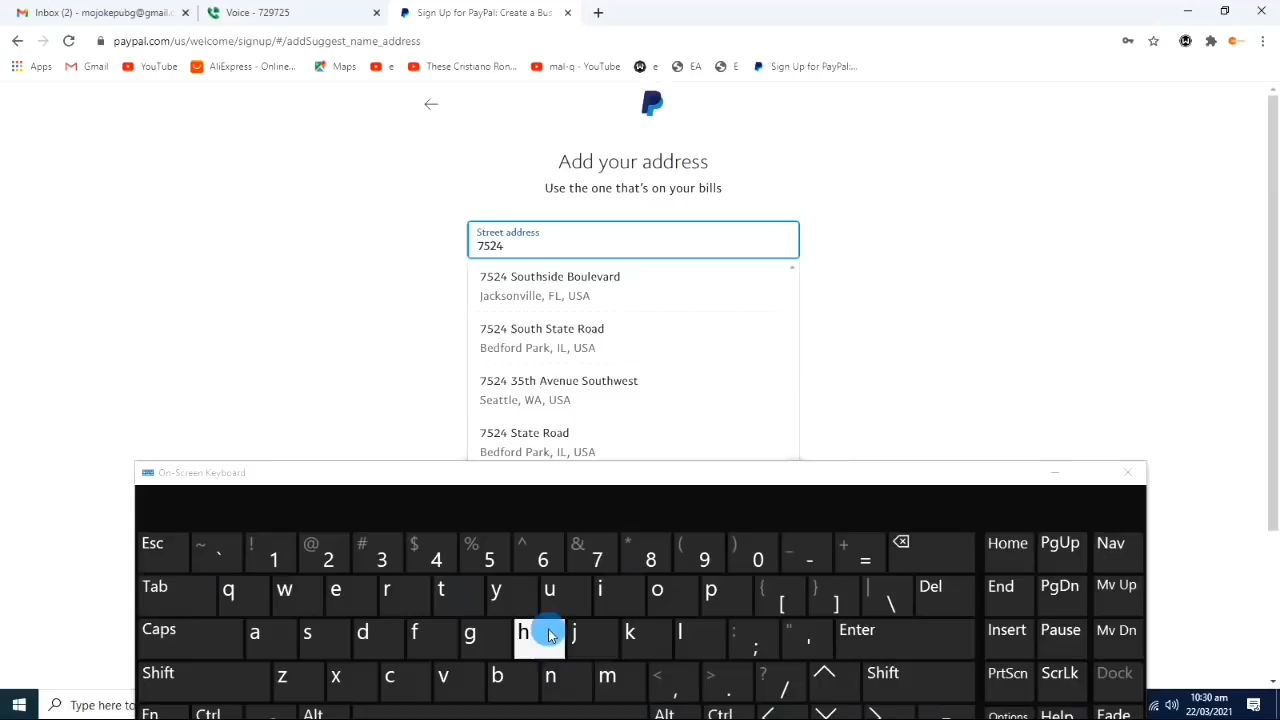 Inbox (2) - mojokepubg@gmail.c
Voice - 729725
Sign Up for PayPal: Create a Bus
paypal.com/us/welcome/signup/#/addSuggest_name_address
Apps Gmail YouTube AliExpress - Online... Maps e These Cristiano Ron... mal-q - YouTube e EA E Sign Up for PayPal:...
Add your address
Use the one that's on your bills
Street address
7524
7524 Southside Boulevard
Jacksonville, FL, USA
7524 South State Road
Bedford Park, IL, USA
7524 35th Avenue Southwest
Seattle, WA, USA
7524 State Road
Bedford Park, IL, USA
On-Screen Keyboard
Esc ~ ` ! 1 @ 2 # 3 $ 4 % 5 ^ 6 & 7 * 8 ( 9 ) 0 _ - + = Home PgUp Nav
Tab q w e r t y u i o p { [ } ] | \ Del End PgDn Mv Up
Caps a s d f g h j k l : ; " ' Enter Insert Pause Mv Dn
Shift z x c v b n m < , > . ? / Shift PrtScn ScrLk Dock
Fn Ctrl Alt Alt Ctrl Options Help Fade
Type here to
10:30 am
22/03/2021